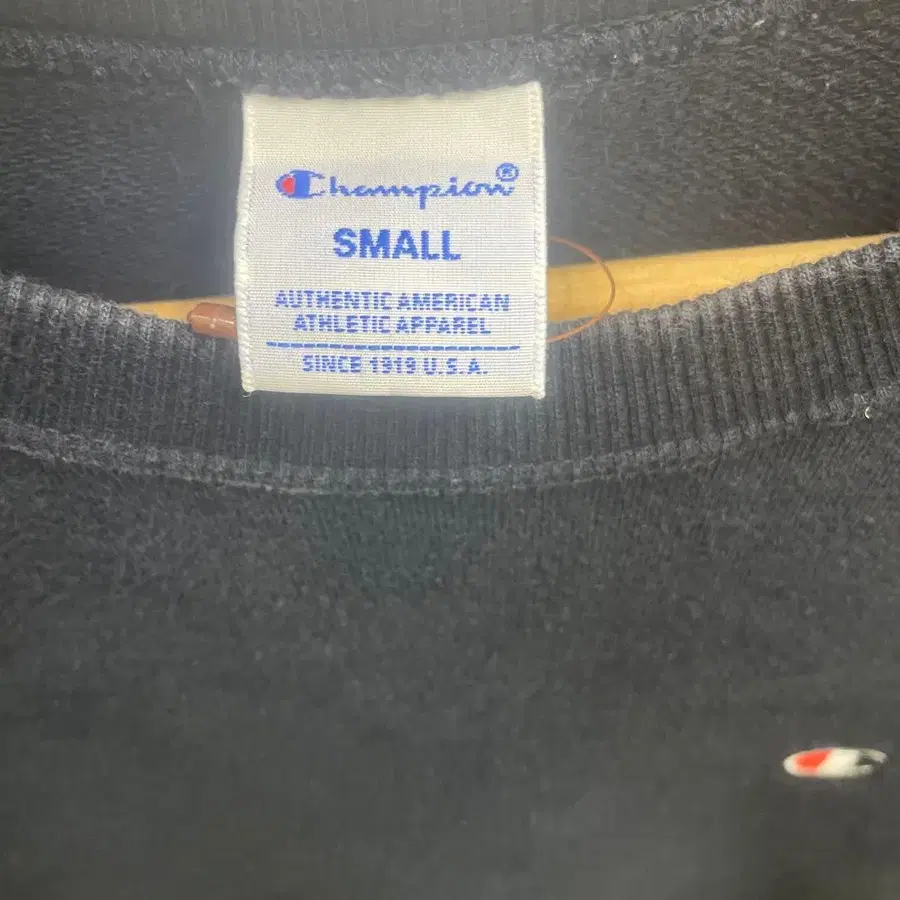 Champion®
SMALL
AUTHENTIC AMERICAN
ATHLETIC APPAREL
SINCE 1919 U.S.A.